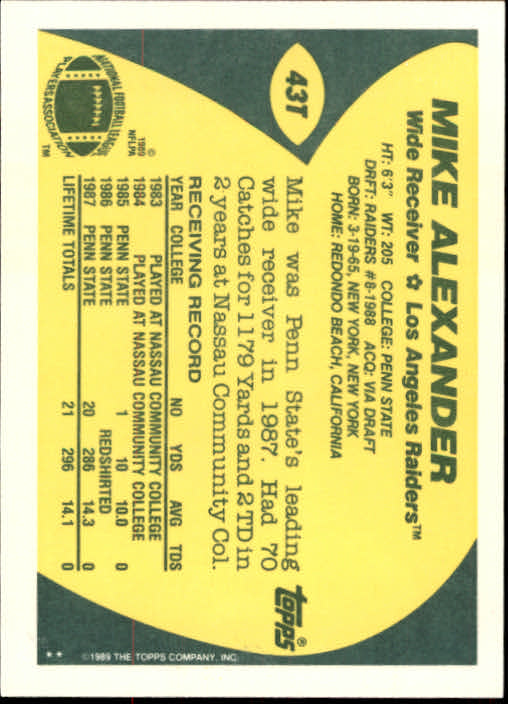 43T
MIKE ALEXANDER
Wide Receiver ✩ Los Angeles Raiders™
HT: 6'3" WT: 205 COLLEGE: PENN STATE
DRFT: RAIDERS #8-1988 ACQ: VIA DRAFT
BORN: 3-19-65, NEW YORK, NEW YORK
HOME: REDONDO BEACH, CALIFORNIA
Mike was Penn State's leading
wide receiver in 1987. Had 70
Catches for 1179 Yards and 2 TD in
2 years at Nassau Community Col.
TOPPS®
RECEIVING RECORD
YEAR COLLEGE NO YDS AVG TDS
1983 PLAYED AT NASSAU COMMUNITY COLLEGE
1984 PLAYED AT NASSAU COMMUNITY COLLEGE
1985 PENN STATE 1 10 10.0 0
1986 PENN STATE REDSHIRTED
1987 PENN STATE 20 286 14.3 0
LIFETIME TOTALS 21 296 14.1 0
NATIONAL FOOTBALL LEAGUE
PLAYERS ASSOCIATION
™
©
1989
NFLPA
** ©1989 THE TOPPS COMPANY, INC.